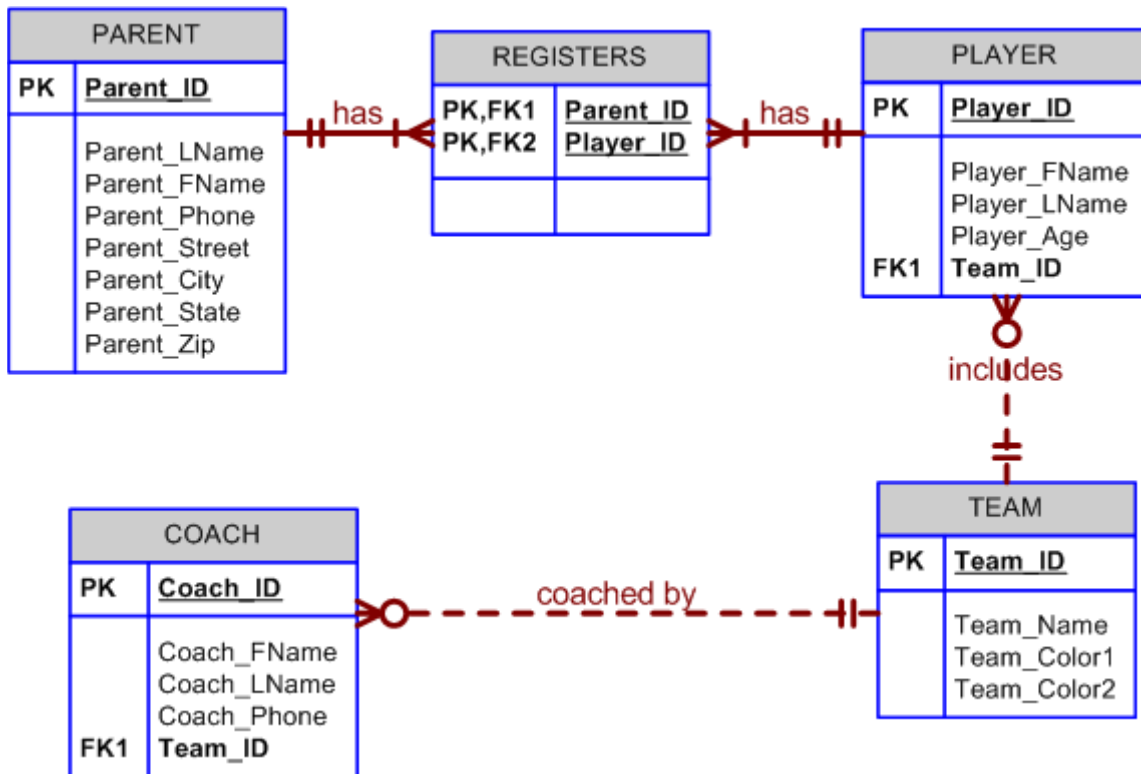 PARENT
PK Parent_ID
Parent_LName
Parent_FName
Parent_Phone
Parent_Street
Parent_City
Parent_State
Parent_Zip
has
REGISTERS
PK,FK1 Parent_ID
PK,FK2 Player_ID
has
PLAYER
PK Player_ID
Player_FName
Player_LName
Player_Age
FK1 Team_ID
includes
COACH
PK Coach_ID
Coach_FName
Coach_LName
Coach_Phone
FK1 Team_ID
coached by
TEAM
PK Team_ID
Team_Name
Team_Color1
Team_Color2